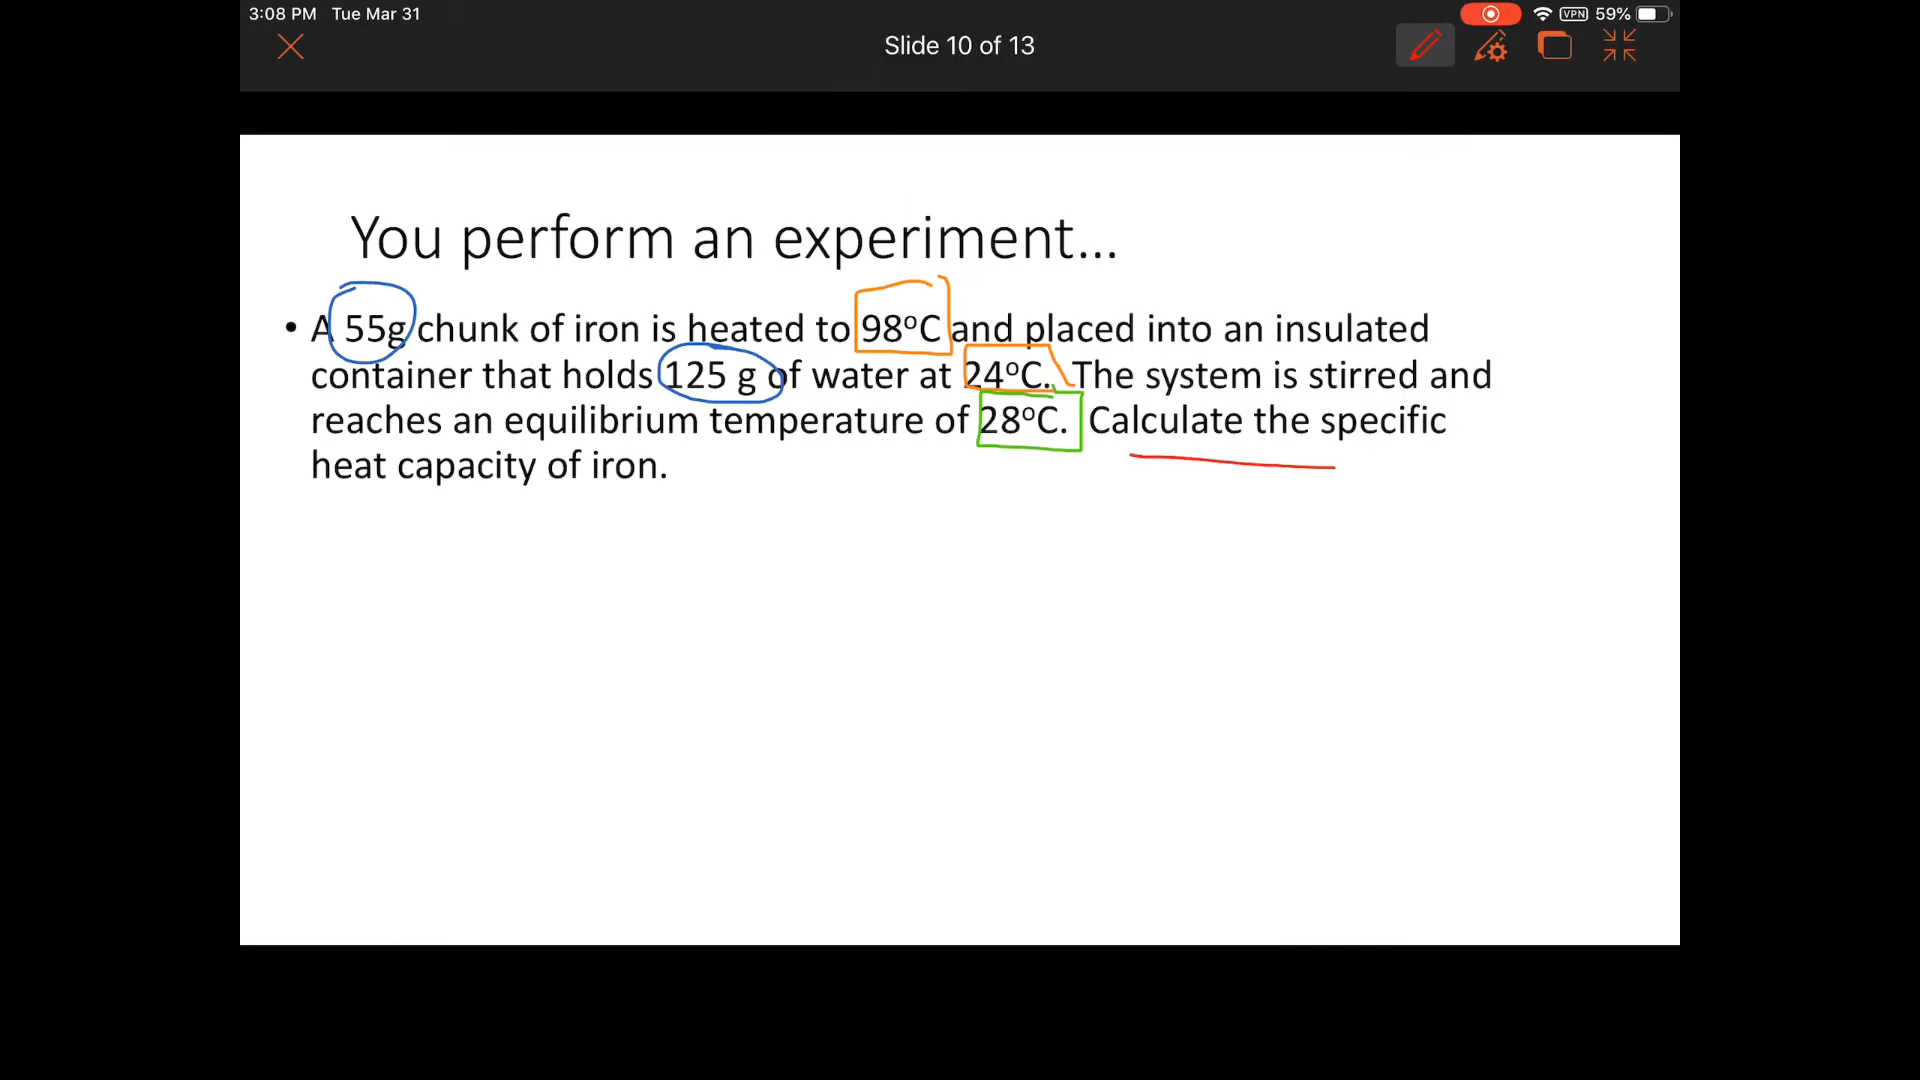 3:08 PM Tue Mar 31
VPN 59%
Slide 10 of 13
You perform an experiment...
• A 55g chunk of iron is heated to 98°C and placed into an insulated
container that holds 125 g of water at 24°C. The system is stirred and
reaches an equilibrium temperature of 28°C. Calculate the specific
heat capacity of iron.